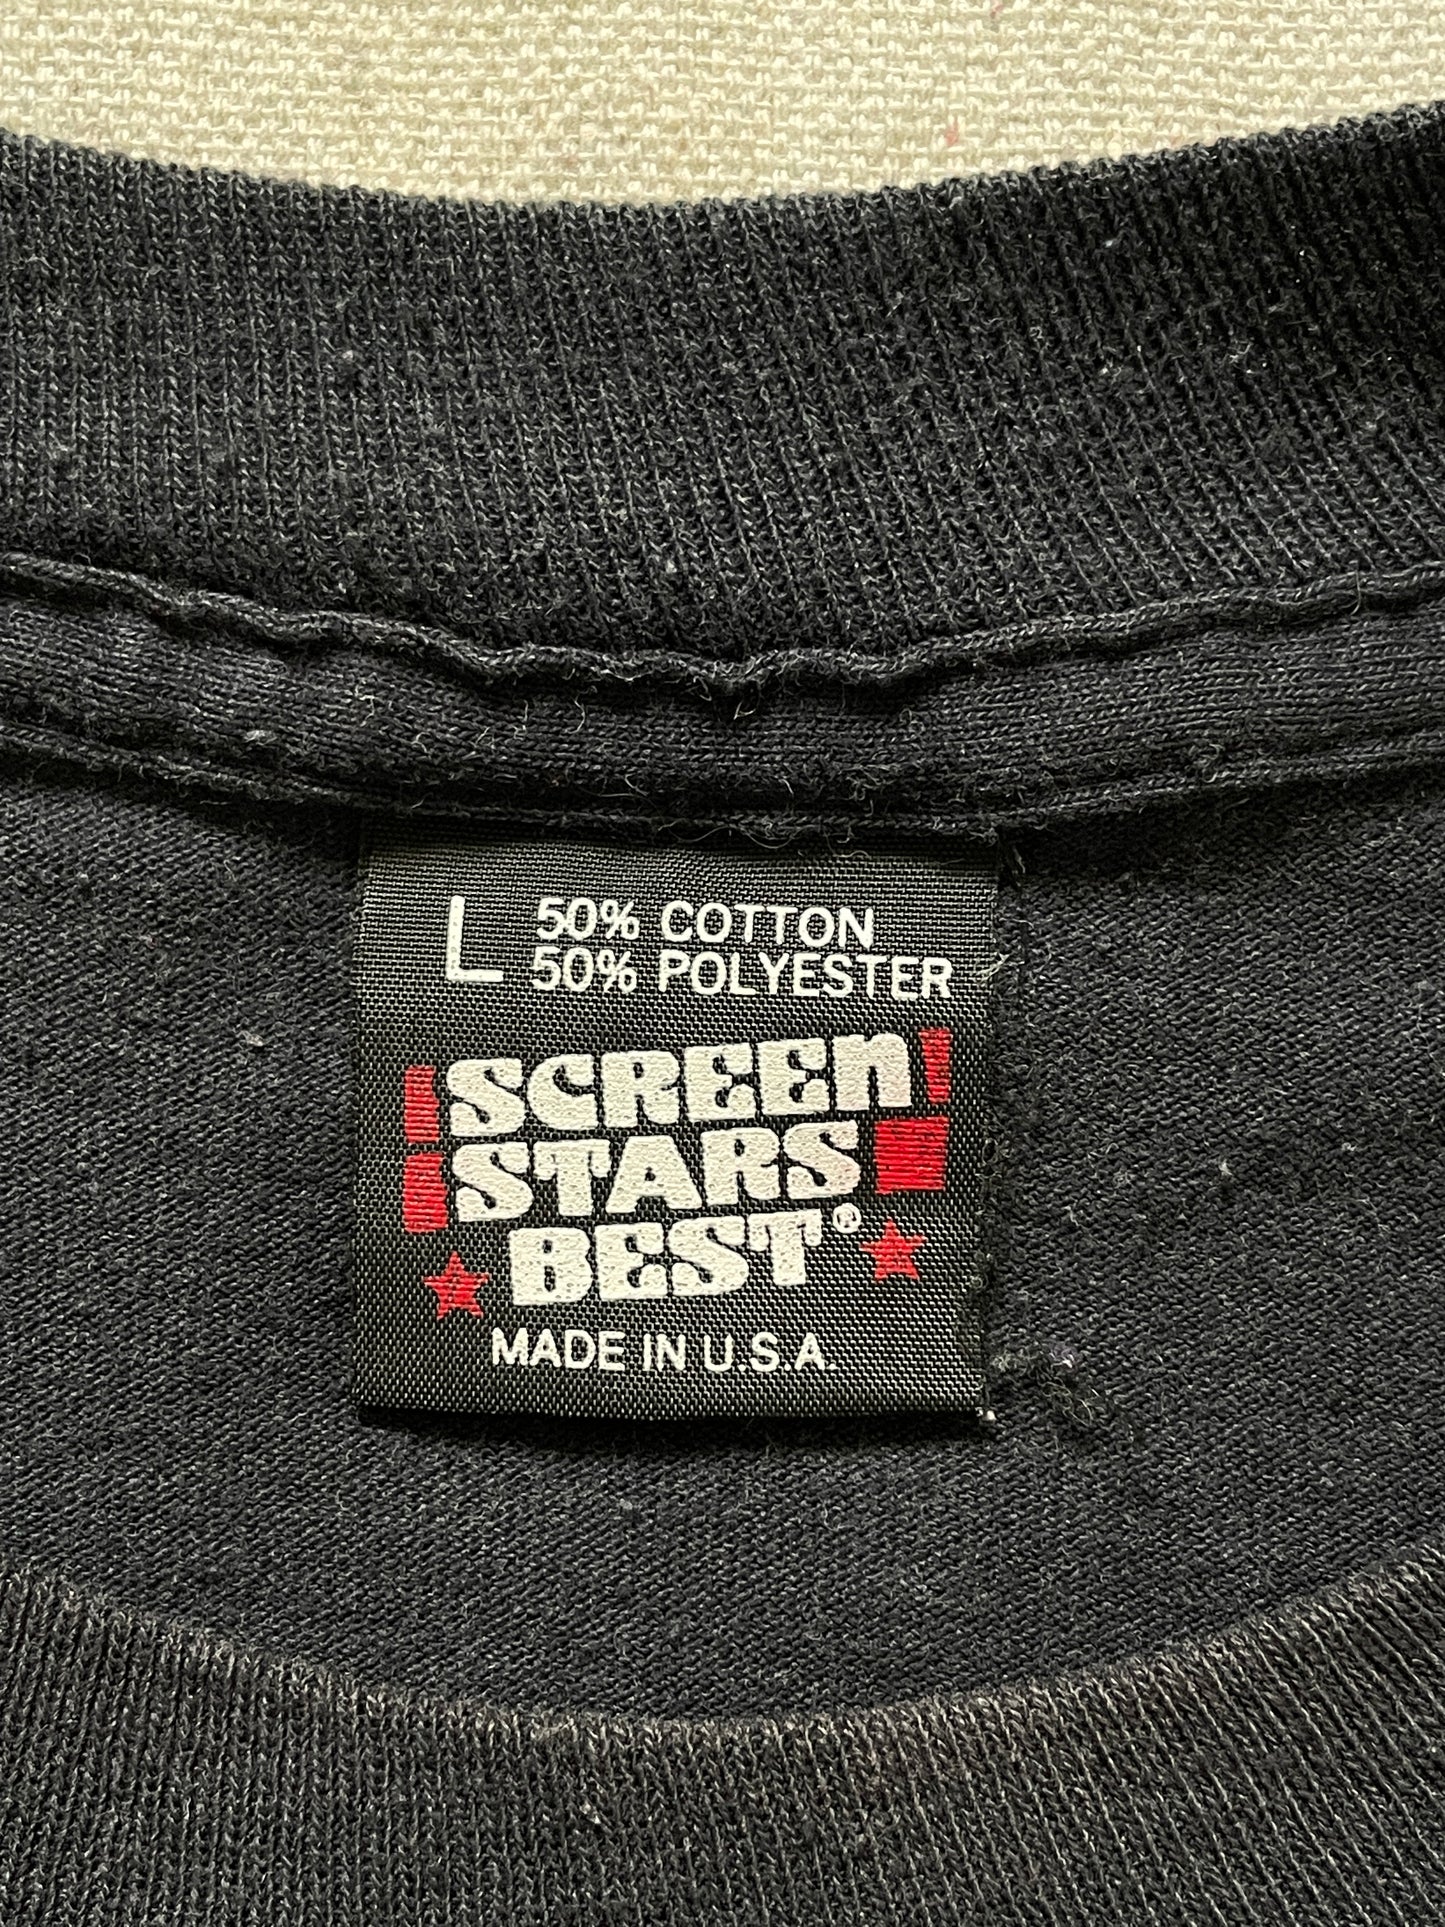 L 50% COTTON
50% POLYESTER
SCREEn
STARS
BEST®
MADE IN U.S.A.